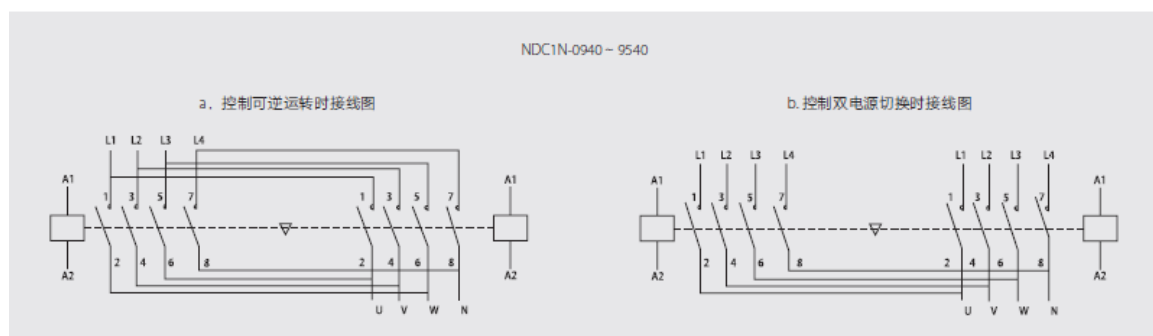 NDC1N-0940~9540
a. 控制可逆运转时接线图
L1 L2 L3 L4
A1 1 3 5 7 1 3 5 7 A1
A2 2 4 6 8 2 4 6 8 A2
U V W N
b. 控制双电源切换时接线图
L1 L2 L3 L4 L1 L2 L3 L4
A1 1 3 5 7 1 3 5 7 A1
A2 2 4 6 8 2 4 6 8 A2
U V W N